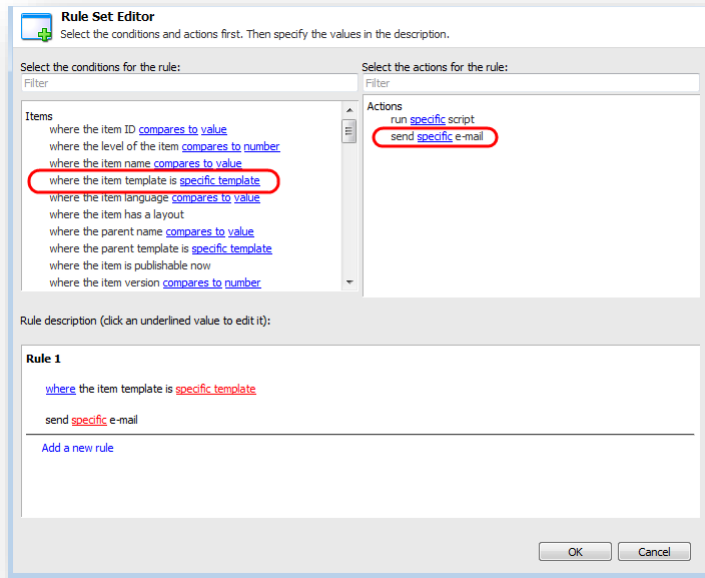 Rule Set Editor
Select the conditions and actions first. Then specify the values in the description.
Select the conditions for the rule:
Filter
Items
where the item ID compares to value
where the level of the item compares to number
where the item name compares to value
where the item template is specific template
where the item language compares to value
where the item has a layout
where the parent name compares to value
where the parent template is specific template
where the item is publishable now
where the item version compares to number
Select the actions for the rule:
Filter
Actions
run specific script
send specific e-mail
Rule description (click an underlined value to edit it):
Rule 1
where the item template is specific template
send specific e-mail
Add a new rule
OK
Cancel